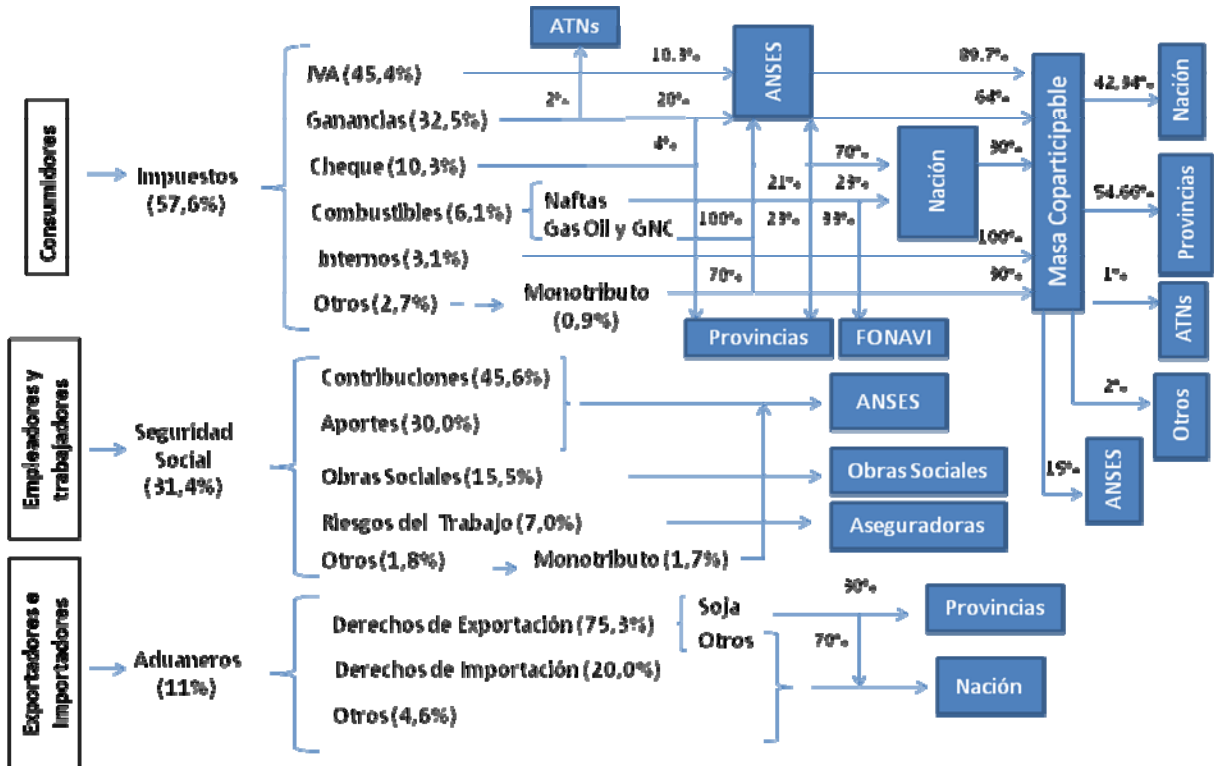 Consumidores
Impuestos
(57,6%)
IVA (45,4%)
Ganancias (32,5%)
Cheque (10,3%)
Combustibles (6,1%)
Naftas
Gas Oil y GNC
Internos (3,1%)
Otros (2,7%)
Monotributo
(0,9%)
ATNs
2%
10.3%
20%
4%
ANSES
89.7%
64%
70%
21%
100%
70%
Nación
30%
100%
30%
Provincias
FONAVI
Masa Coparticipable
42,34%
Nación
54.66%
Provincias
1%
ATNs
2%
Otros
15%
ANSES
Empleadores y
trabajadores
Seguridad
Social
(31,4%)
Contribuciones (45,6%)
Aportes (30,0%)
ANSES
Obras Sociales (15,5%)
Obras Sociales
Riesgos del Trabajo (7,0%)
Aseguradoras
Otros (1,8%)
Monotributo (1,7%)
Exportadores e
Importadores
Aduaneros
(11%)
Derechos de Exportación (75,3%)
Soja
Otros
30%
Provincias
70%
Derechos de Importación (20,0%)
Nación
Otros (4,6%)